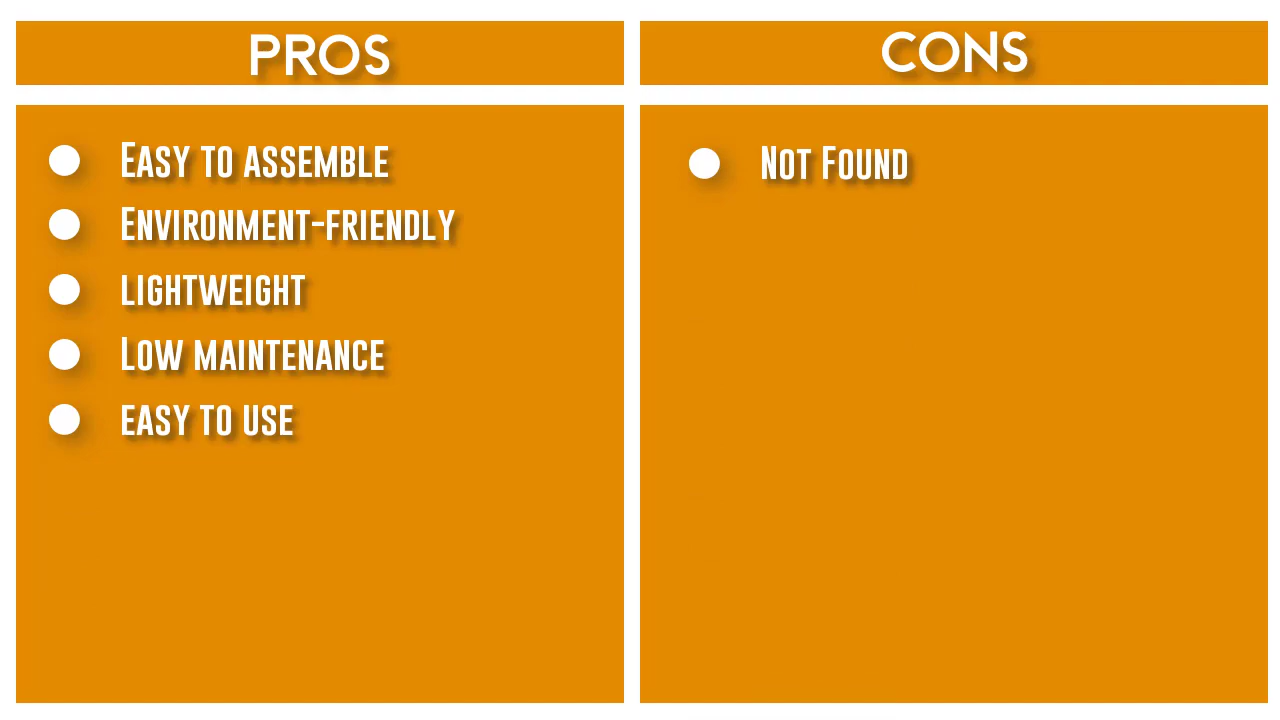 PROS
Easy to assemble
Environment-friendly
lightweight
Low maintenance
easy to use
CONS
Not Found